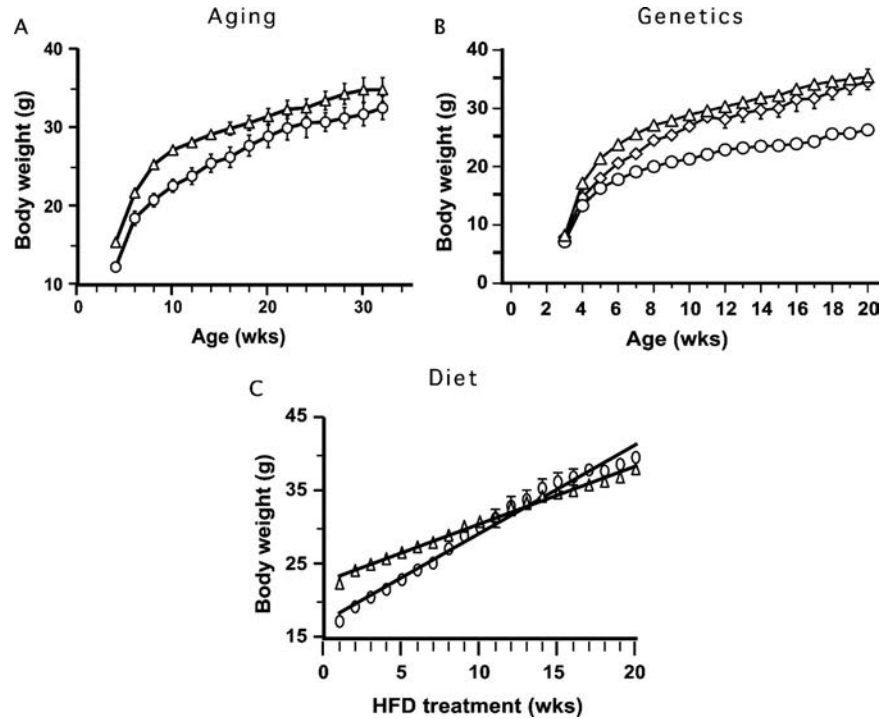 A
Aging
40
30
20
10
Body weight (g)
0 10 20 30
Age (wks)
B
Genetics
40
30
20
10
0
Body weight (g)
0 2 4 6 8 10 12 14 16 18 20
Age (wks)
C
Diet
45
35
25
15
Body weight (g)
0 5 10 15 20
HFD treatment (wks)